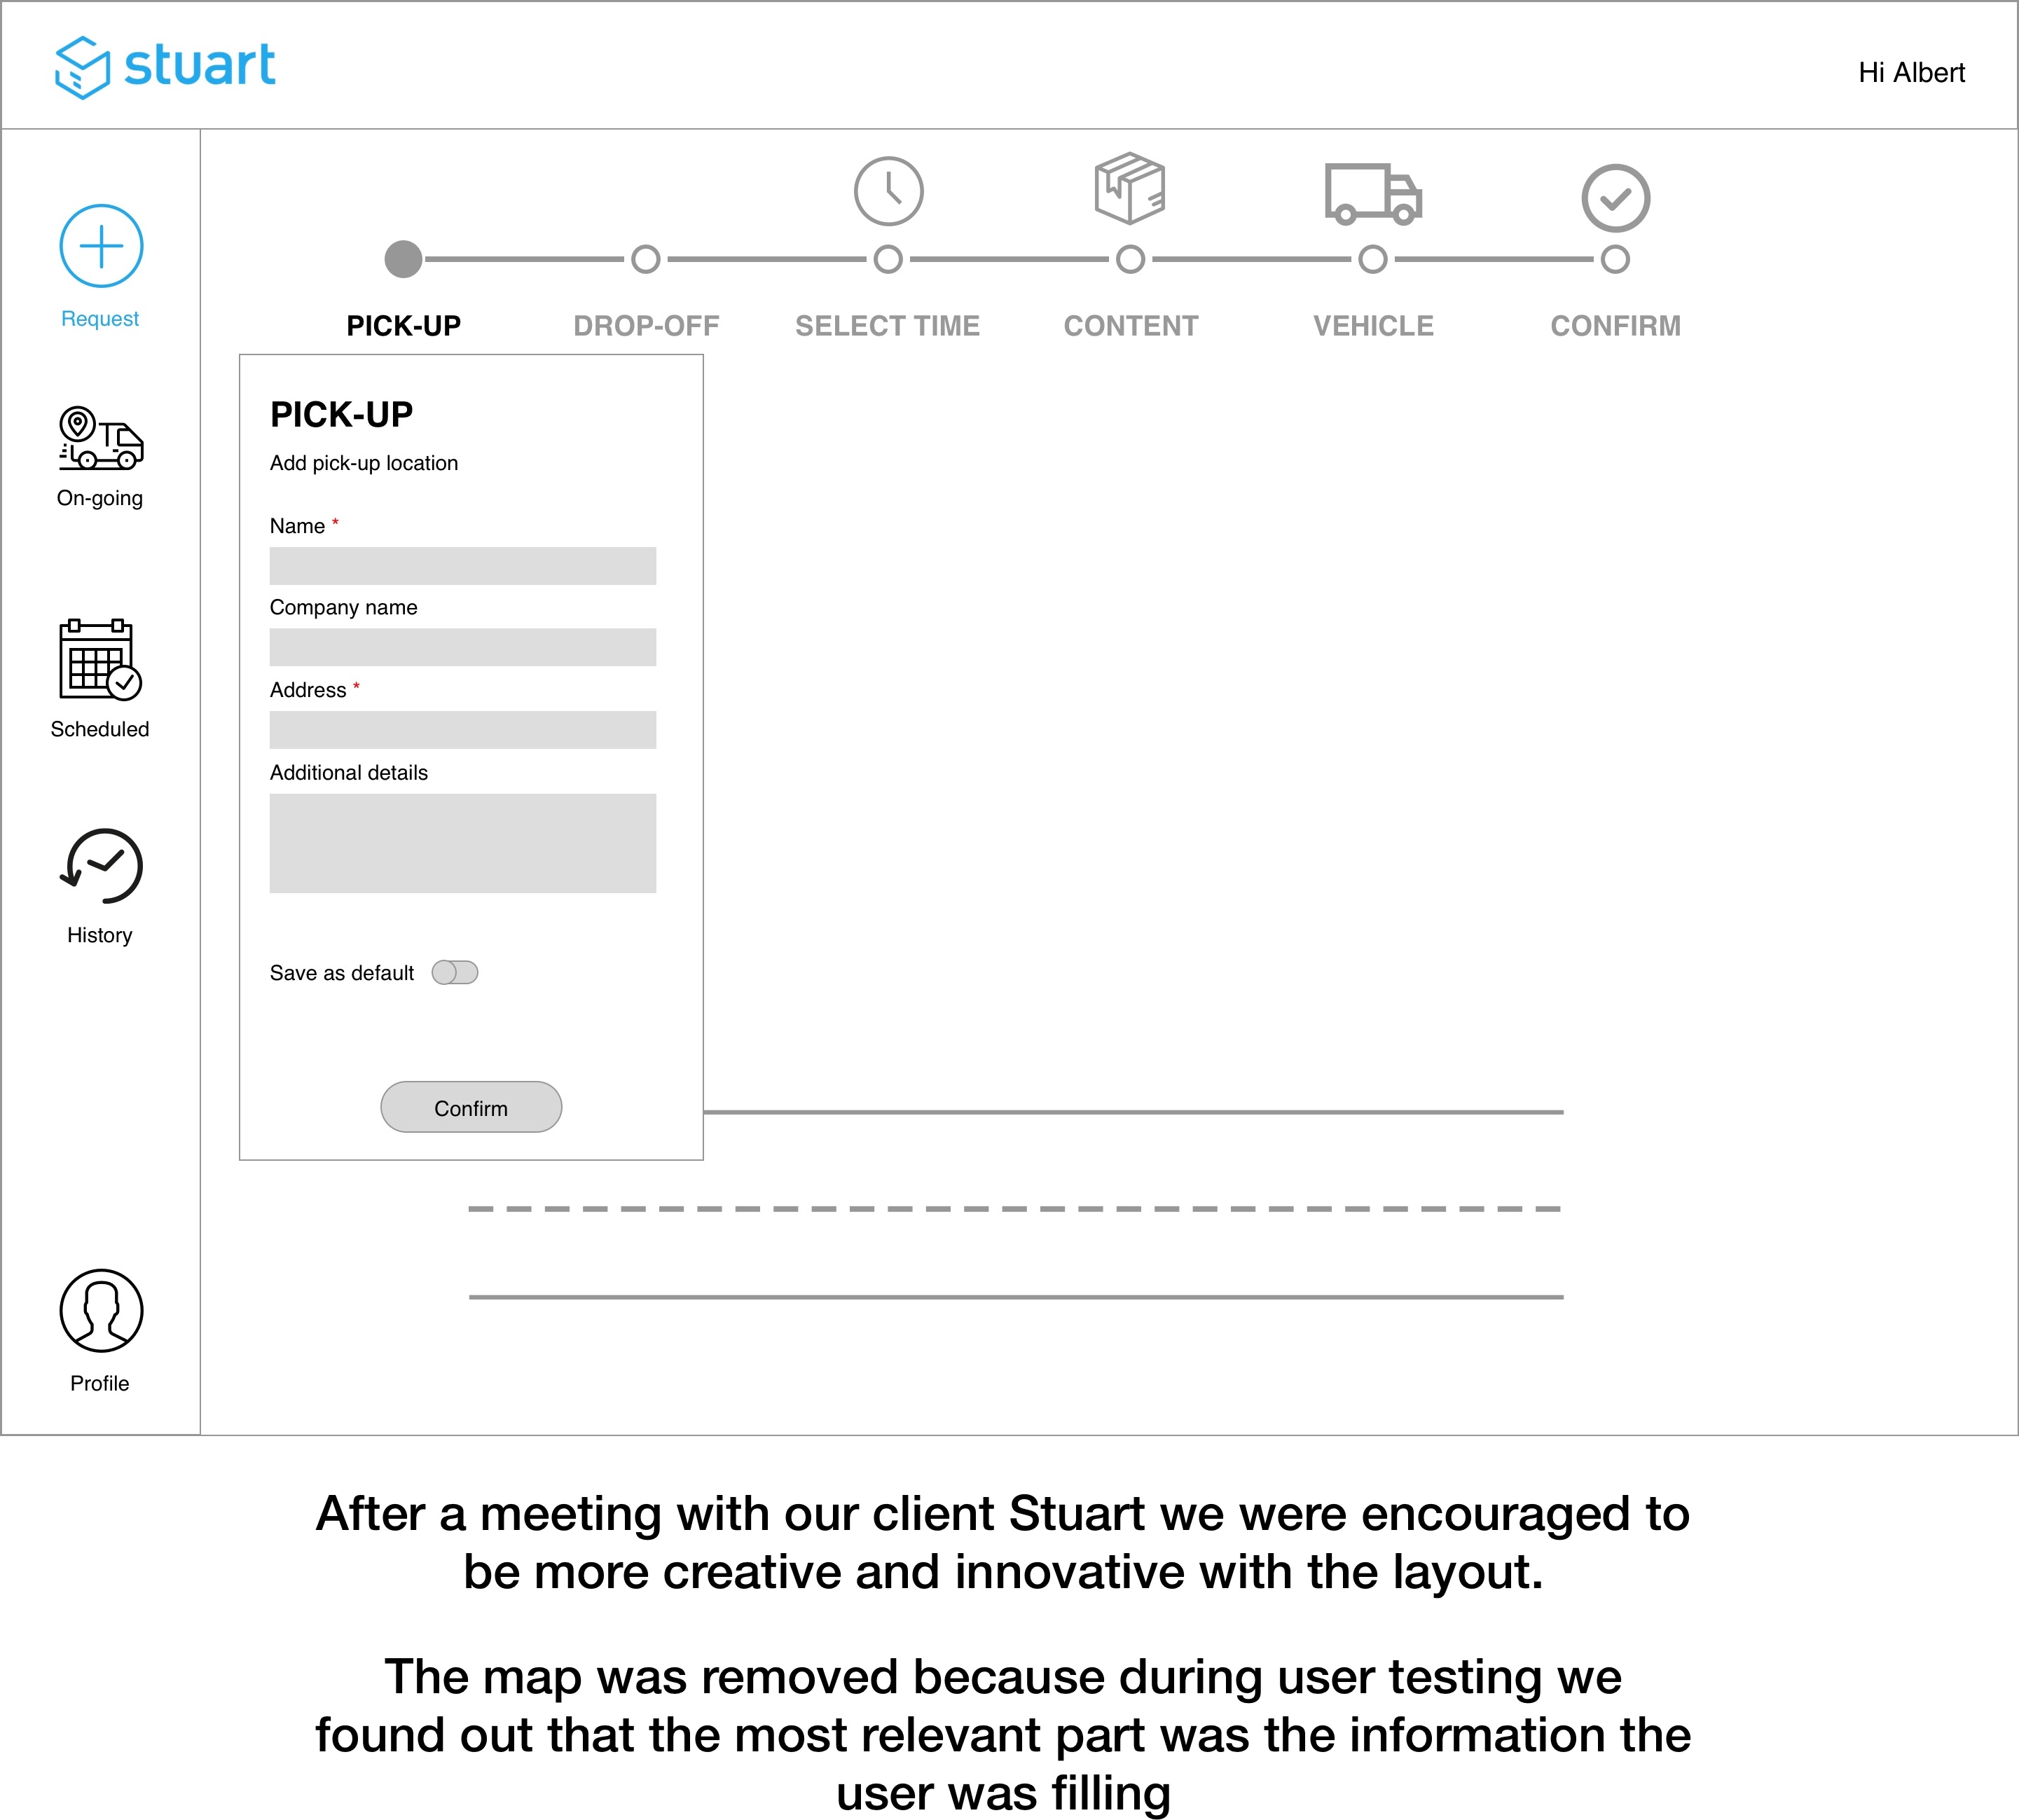 stuart
Hi Albert
Request
On-going
Scheduled
History
Profile
PICK-UP
DROP-OFF
SELECT TIME
CONTENT
VEHICLE
CONFIRM
PICK-UP
Add pick-up location
Name *
Company name
Address *
Additional details
Save as default
Confirm
After a meeting with our client Stuart we were encouraged to
be more creative and innovative with the layout.
The map was removed because during user testing we
found out that the most relevant part was the information the
user was filling